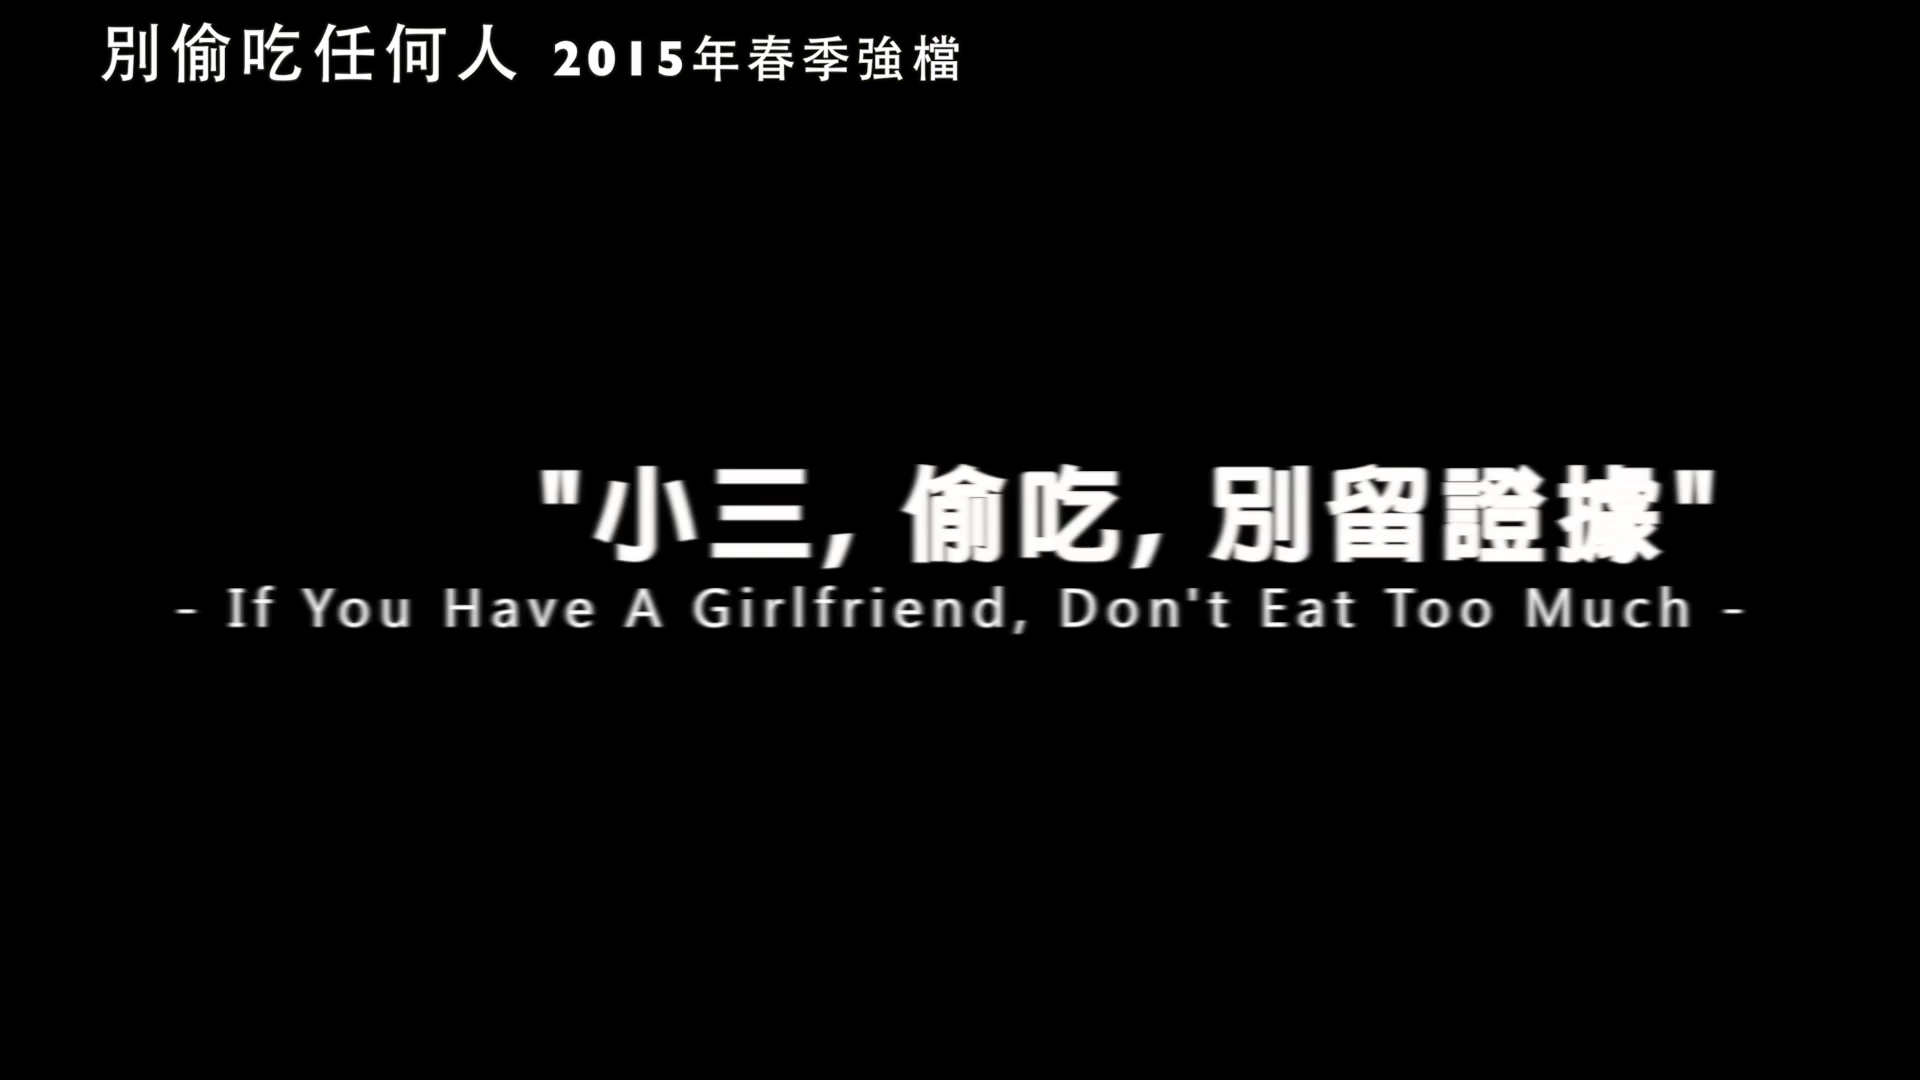 別偷吃任何人 2015年春季強檔
"小三, 偷吃, 別留證據"
- If You Have A Girlfriend, Don't Eat Too Much -